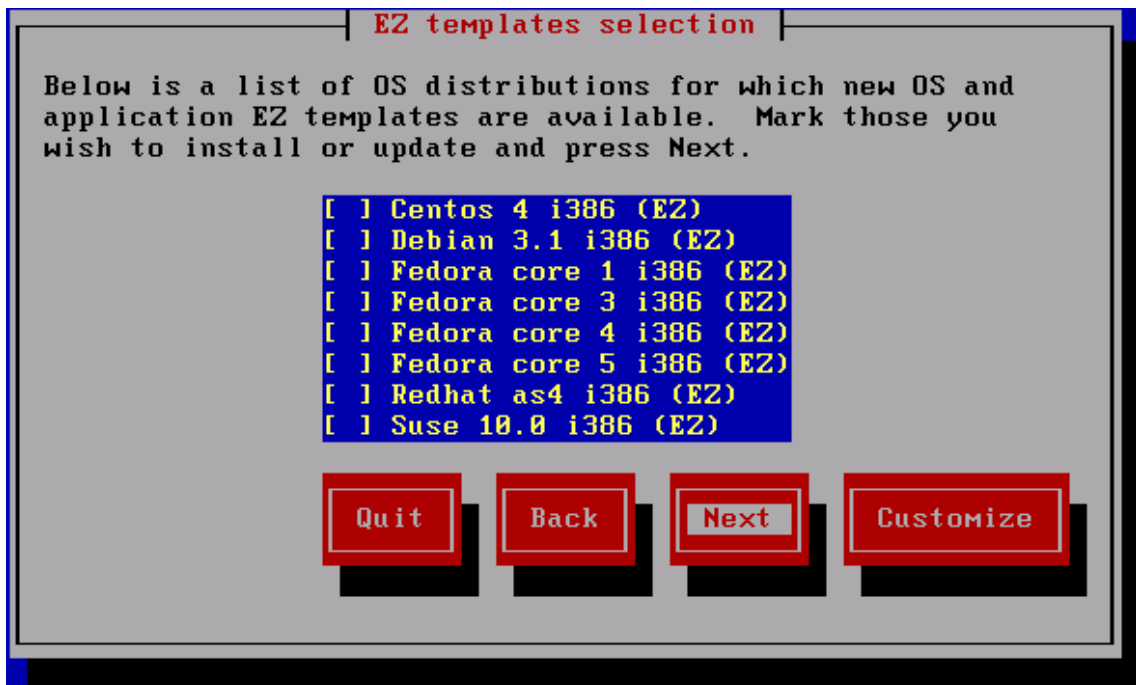 EZ templates selection
Below is a list of OS distributions for which new OS and
application EZ templates are available.  Mark those you
wish to install or update and press Next.
[ ] Centos 4 i386 (EZ)
[ ] Debian 3.1 i386 (EZ)
[ ] Fedora core 1 i386 (EZ)
[ ] Fedora core 3 i386 (EZ)
[ ] Fedora core 4 i386 (EZ)
[ ] Fedora core 5 i386 (EZ)
[ ] Redhat as4 i386 (EZ)
[ ] Suse 10.0 i386 (EZ)
Quit Back Next Customize